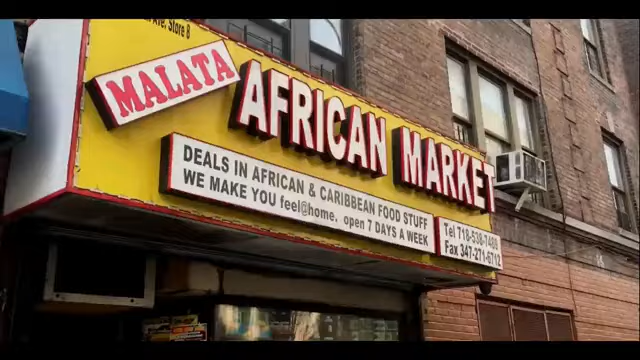 Ave, Store 8
MALATA
AFRICAN MARKET
DEALS IN AFRICAN & CARIBBEAN FOOD STUFF
WE MAKE YOU feel@home. open 7 DAYS A WEEK
Tel 718-538-7488
Fax 347-271-6712